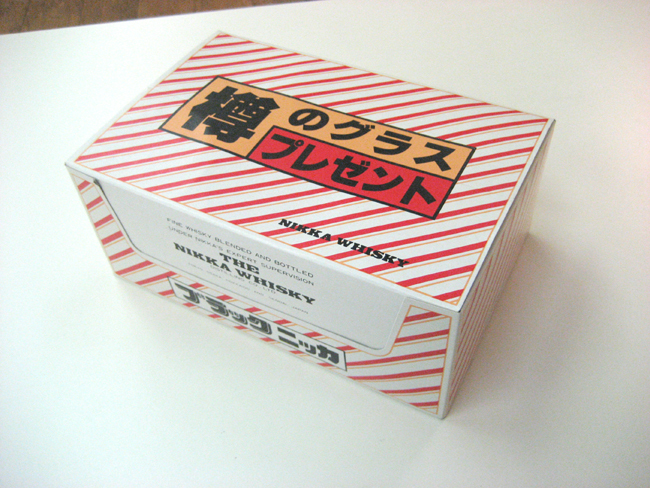 樽のグラス
プレゼント
NIKKA WHISKY
FINE WHISKY BLENDED AND BOTTLED
UNDER NIKKA'S EXPERT SUPERVISION
THE
NIKKA WHISKY
ブラックニッカ